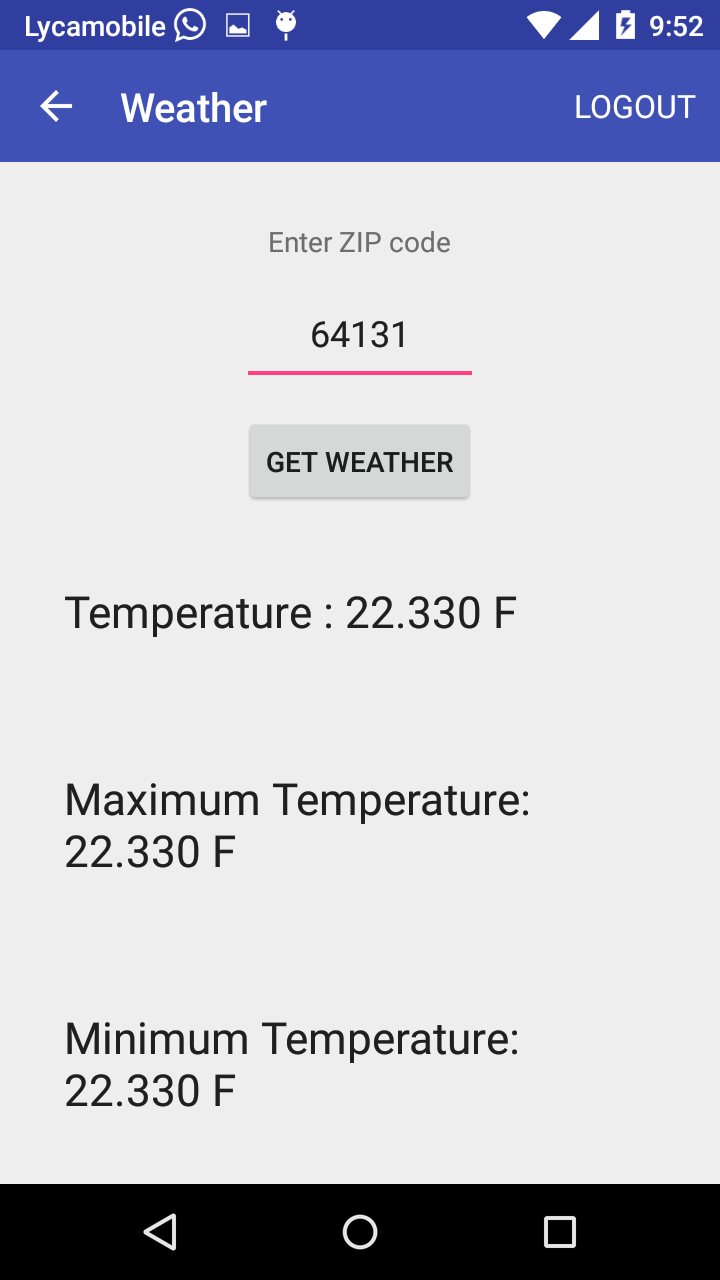 Lycamobile 9:52
Weather LOGOUT
Enter ZIP code
64131
GET WEATHER
Temperature : 22.330 F
Maximum Temperature:
22.330 F
Minimum Temperature:
22.330 F